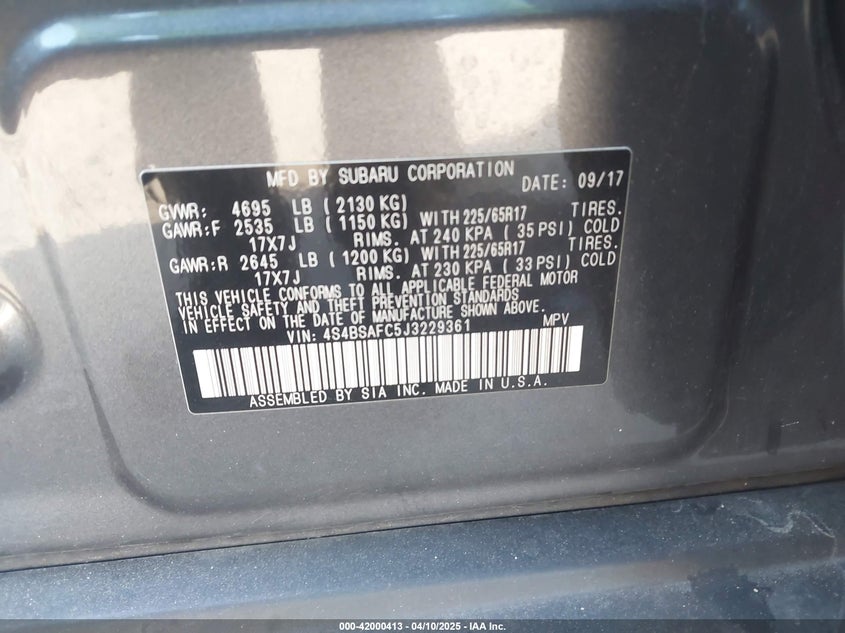 MFD BY SUBARU CORPORATION DATE: 09/17
GVWR: 4695 LB (2130 KG)
GAWR:F 2535 LB (1150 KG) WITH 225/65R17 TIRES.
17X7J RIMS. AT 240 KPA (35 PSI) COLD
GAWR:R 2645 LB (1200 KG) WITH 225/65R17 TIRES.
17X7J RIMS. AT 230 KPA (33 PSI) COLD
THIS VEHICLE CONFORMS TO ALL APPLICABLE FEDERAL MOTOR
VEHICLE SAFETY AND THEFT PREVENTION STANDARDS
IN EFFECT ON THE DATE OF MANUFACTURE SHOWN ABOVE.
VIN: 4S4BSAFC5J3229361 MPV
ASSEMBLED BY SIA INC. MADE IN U.S.A.
000-42000413 - 04/10/2025 - IAA Inc.